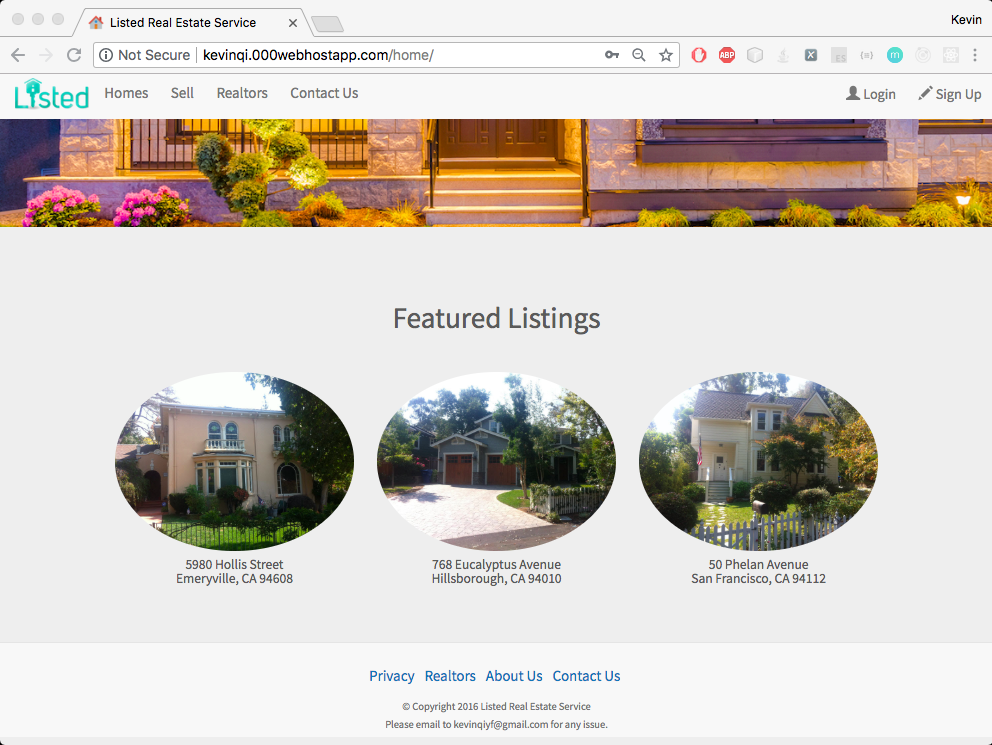 Listed Real Estate Service
Kevin
Not Secure kevinqi.000webhostapp.com/home/
ABP
X
ES
{=}
m
Listed Homes Sell Realtors Contact Us Login Sign Up
Featured Listings
5980 Hollis Street
Emeryville, CA 94608
768 Eucalyptus Avenue
Hillsborough, CA 94010
50 Phelan Avenue
San Francisco, CA 94112
Privacy Realtors About Us Contact Us
© Copyright 2016 Listed Real Estate Service
Please email to kevinqiyf@gmail.com for any issue.